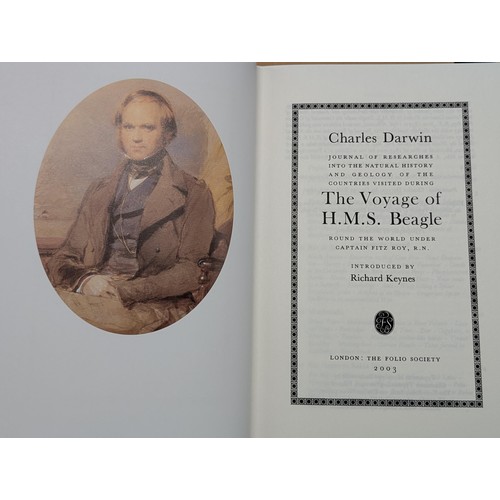 Charles Darwin
JOURNAL OF RESEARCHES
INTO THE NATURAL HISTORY
AND GEOLOGY OF THE
COUNTRIES VISITED DURING
The Voyage of
H.M.S. Beagle
ROUND THE WORLD UNDER
CAPTAIN FITZ ROY, R.N.
INTRODUCED BY
Richard Keynes
LONDON: THE FOLIO SOCIETY
2003